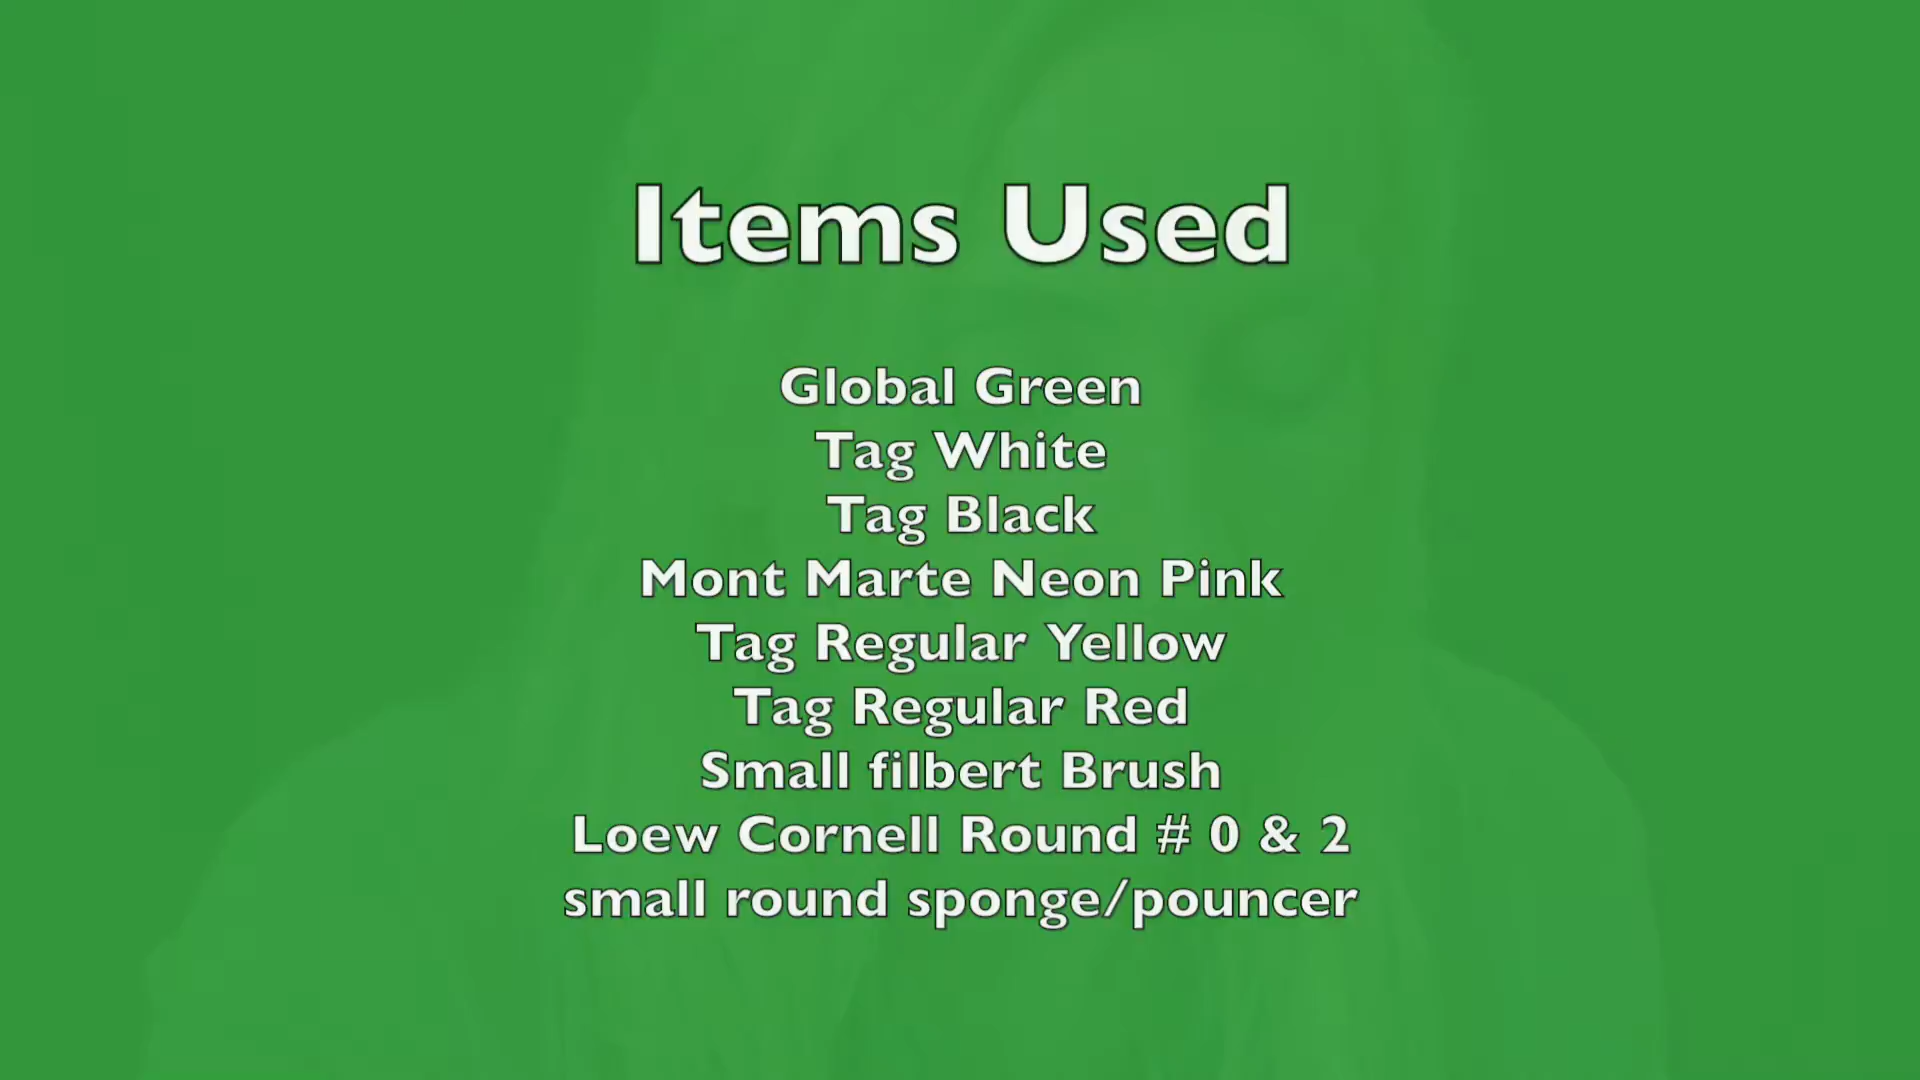 Items Used
Global Green
Tag White
Tag Black
Mont Marte Neon Pink
Tag Regular Yellow
Tag Regular Red
Small filbert Brush
Loew Cornell Round # 0 & 2
small round sponge/pouncer